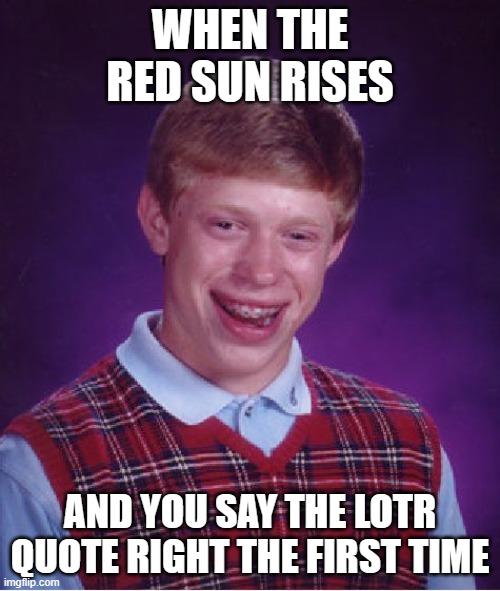 WHEN THE
RED SUN RISES
AND YOU SAY THE LOTR
QUOTE RIGHT THE FIRST TIME
imgflip.com